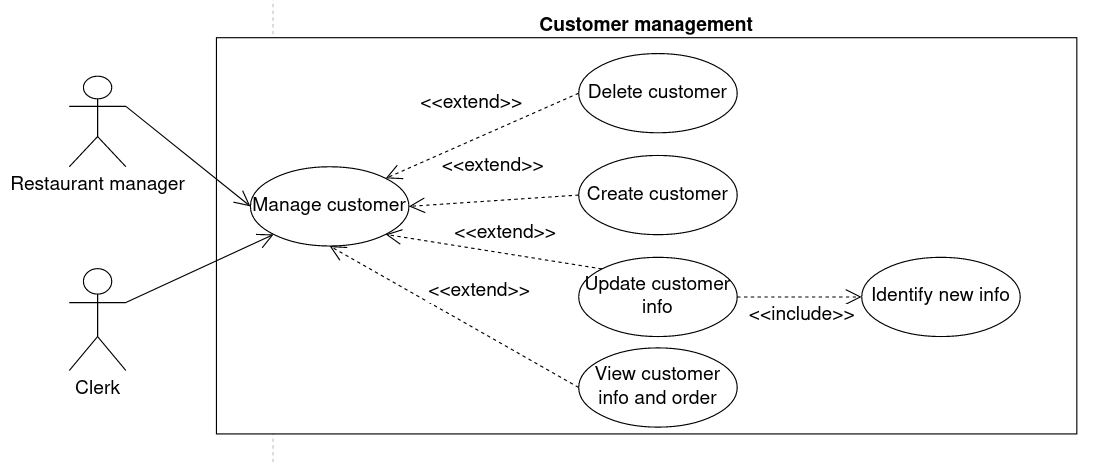 Customer management
Delete customer
<<extend>>
<<extend>>
Restaurant manager
Create customer
Manage customer
<<extend>>
Update customer
info
<<extend>>
Identify new info
<<include>>
Clerk
View customer
info and order